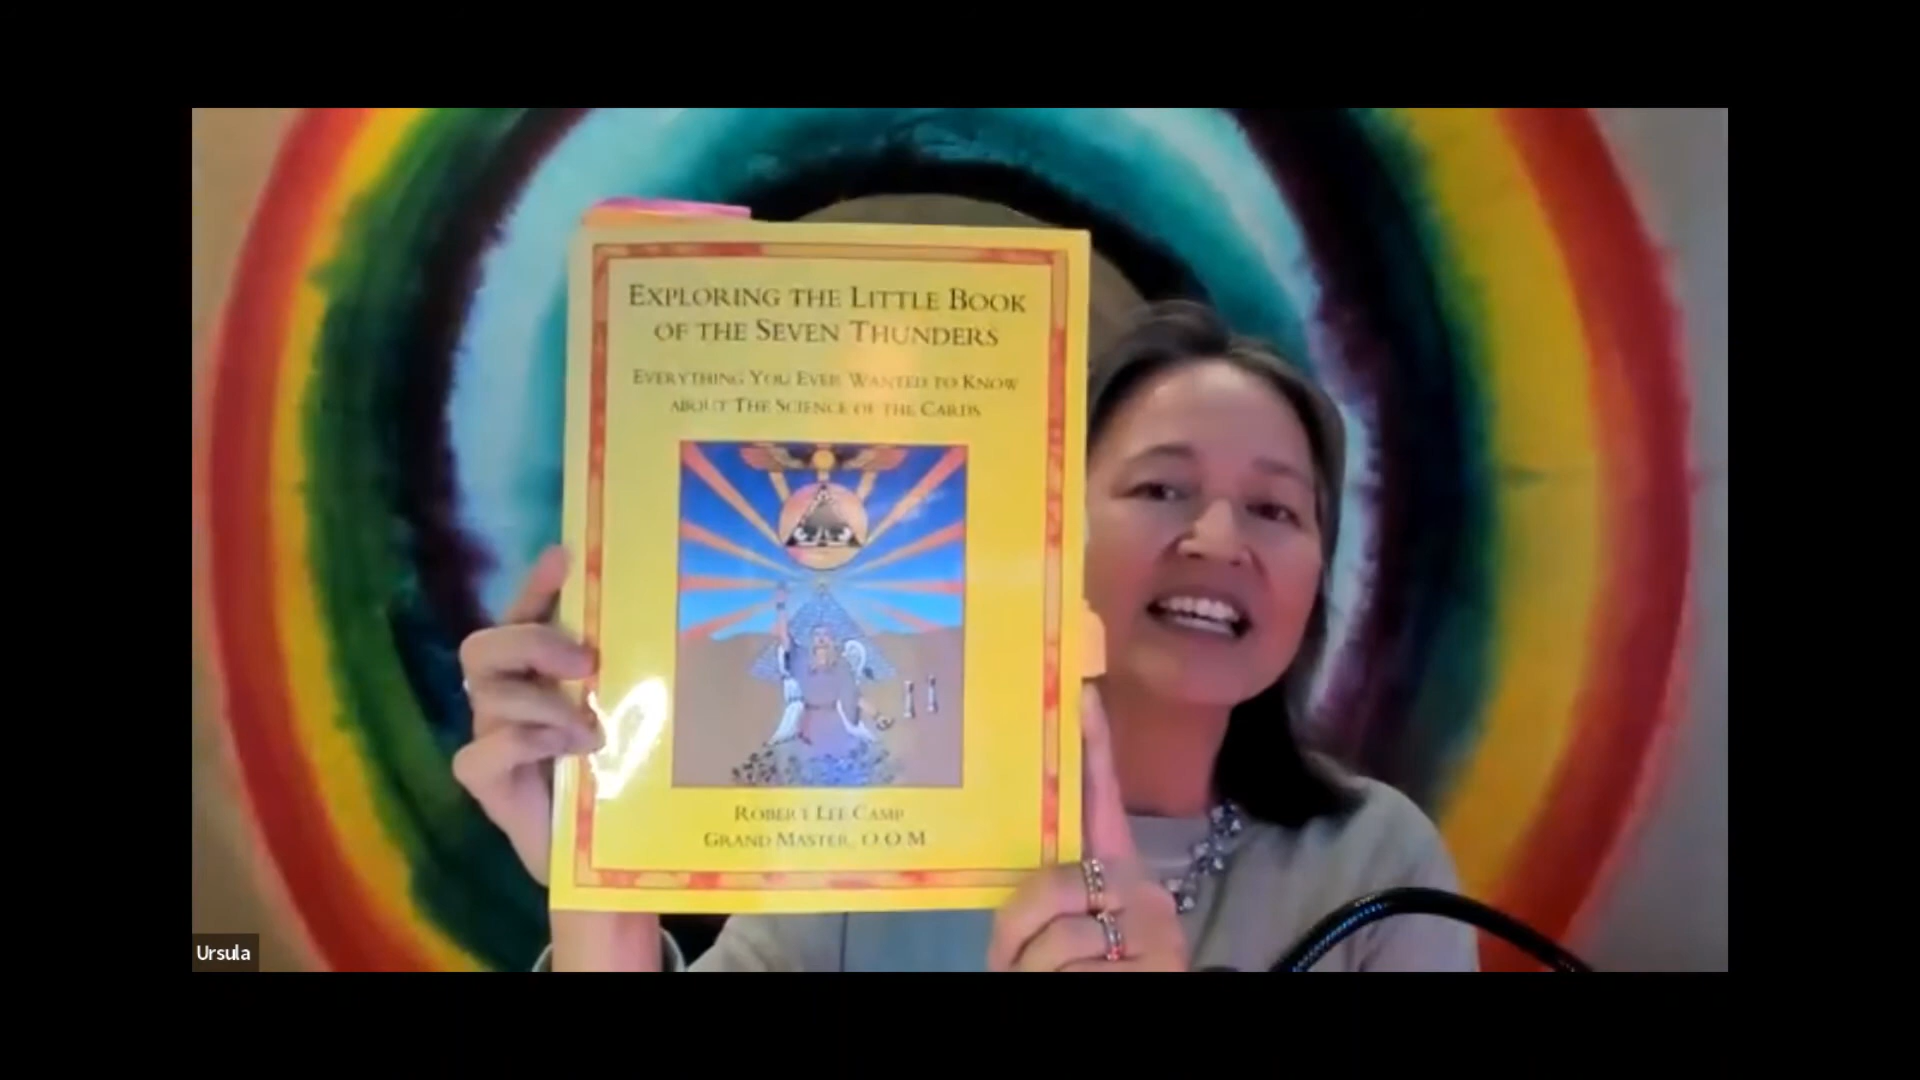 EXPLORING THE LITTLE BOOK
OF THE SEVEN THUNDERS
EVERYTHING YOU EVER WANTED TO KNOW
ABOUT THE SCIENCE OF THE CARDS
ROBERT LEE CAMP
GRAND MASTER, O O M
Ursula